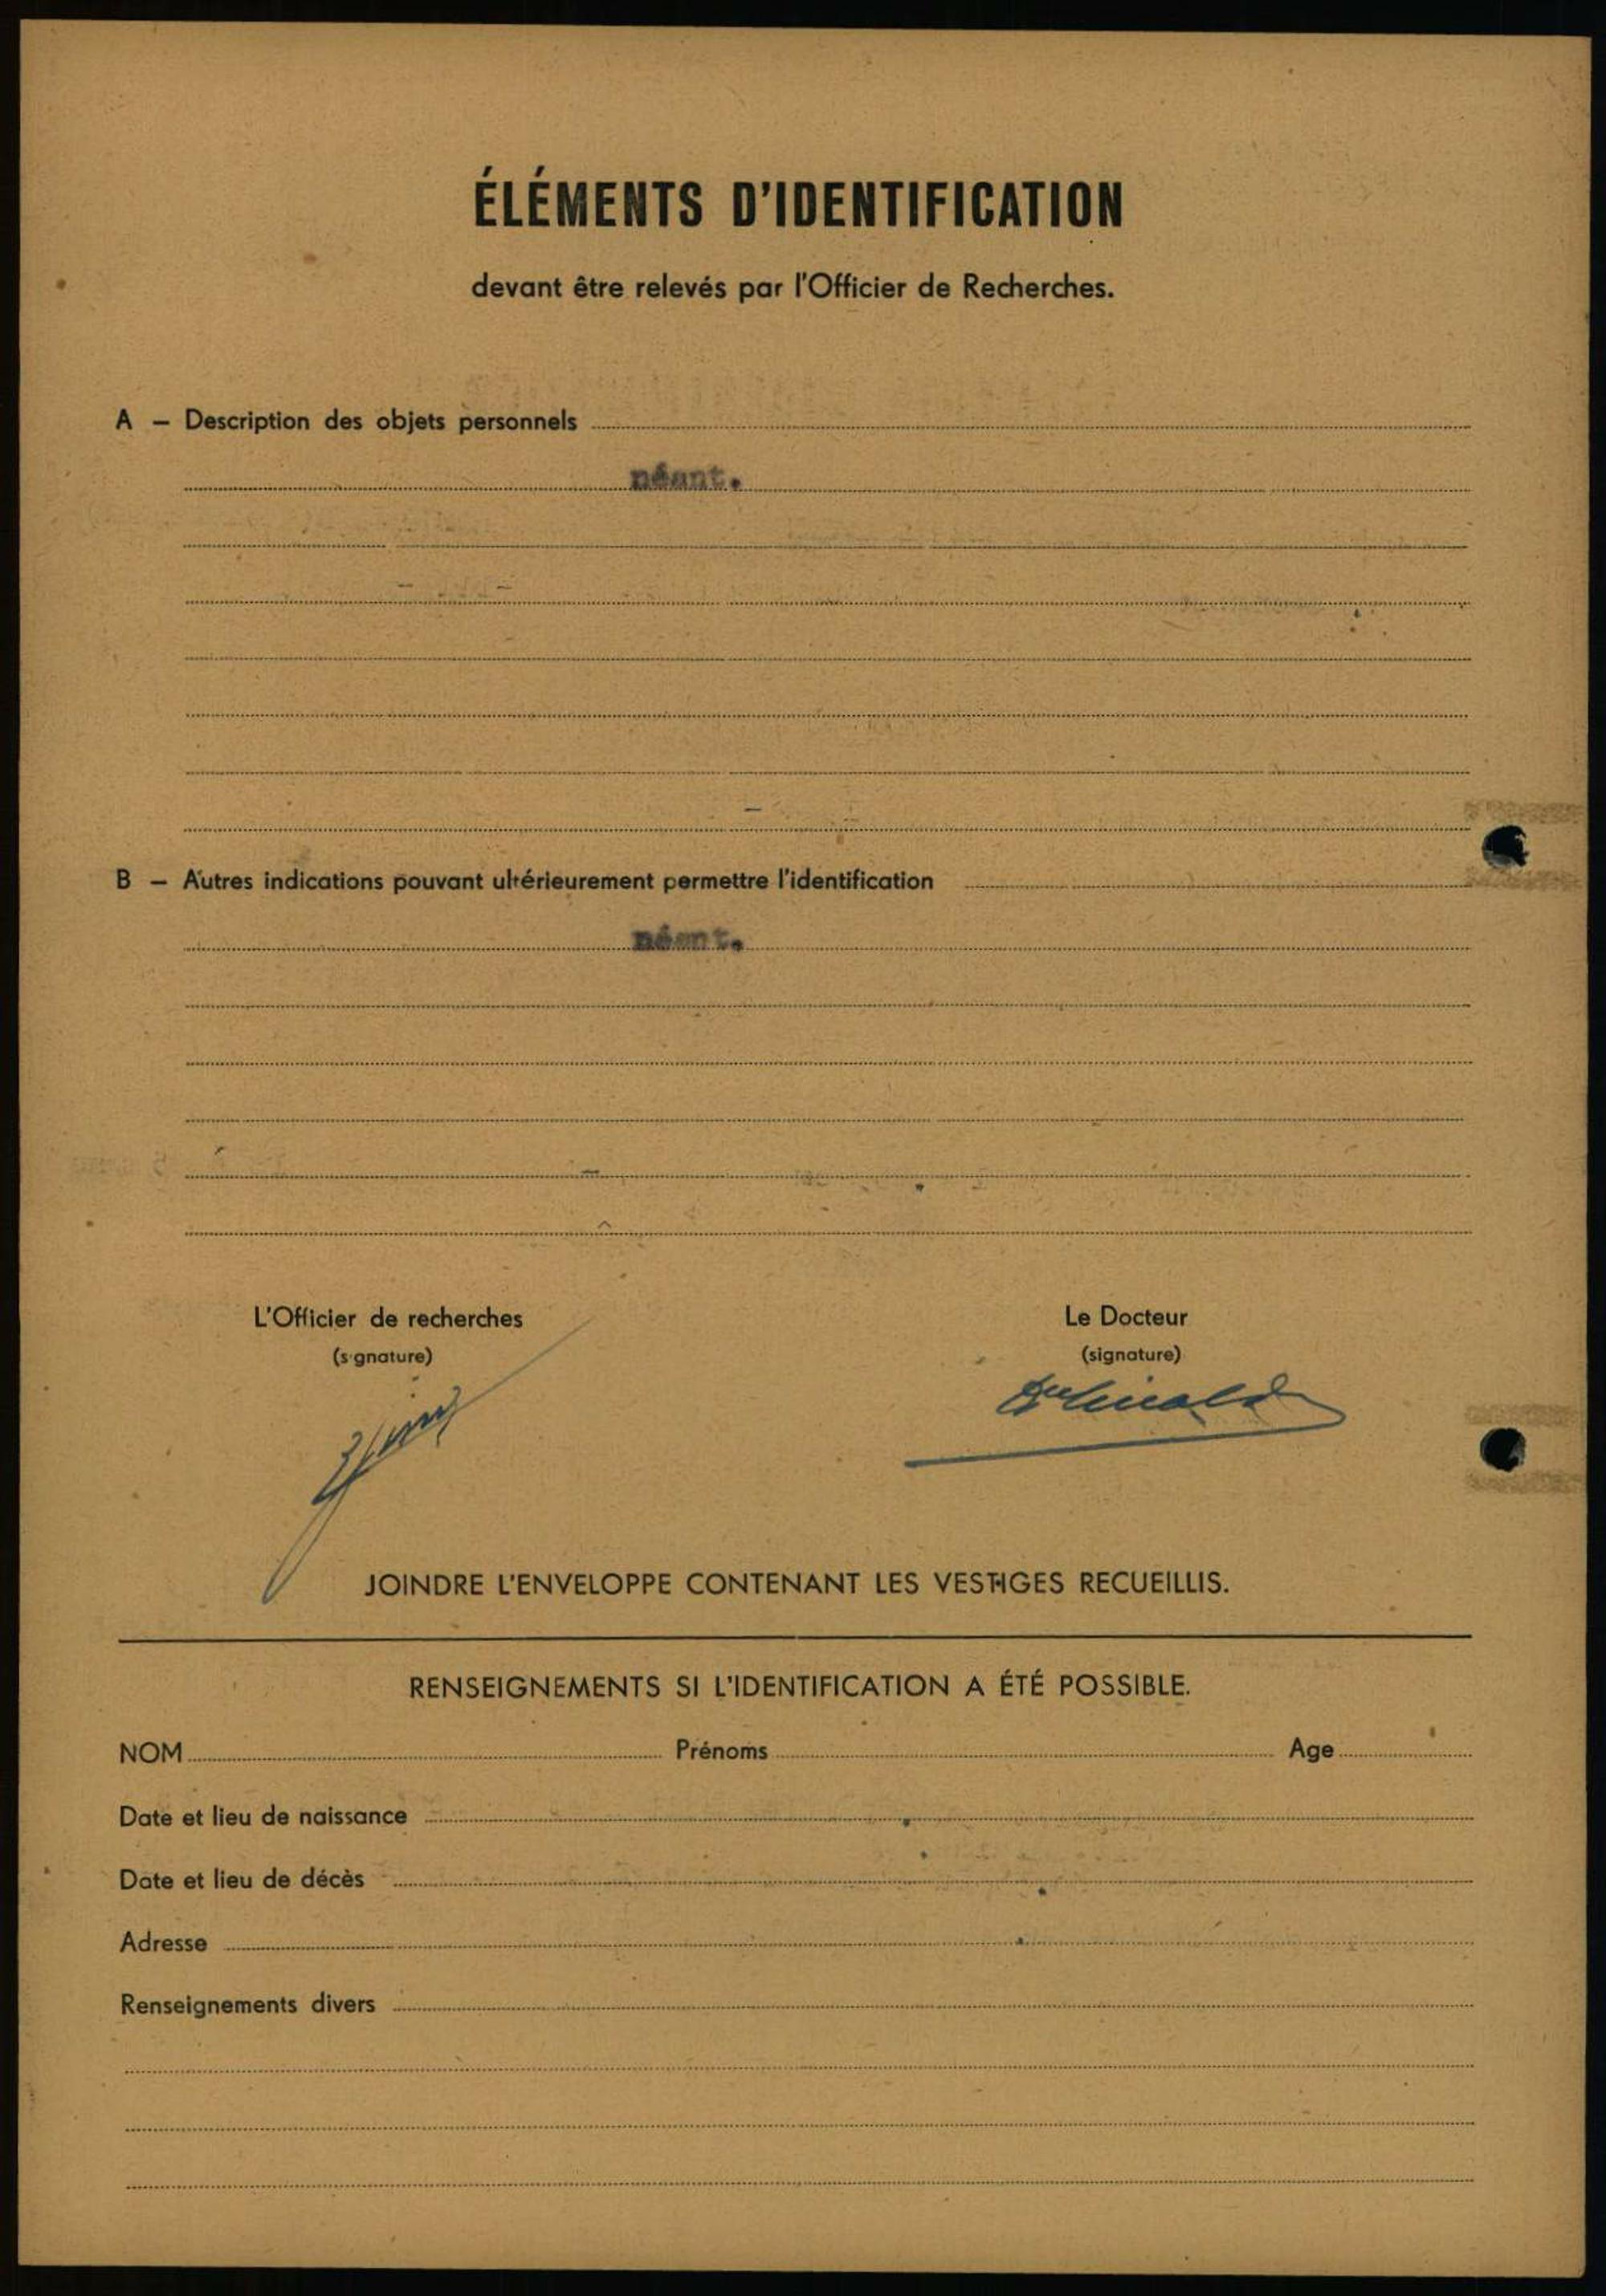 ÉLÉMENTS D'IDENTIFICATION
devant être relevés par l'Officier de Recherches.
A — Description des objets personnels
néant.
B — Autres indications pouvant ultérieurement permettre l'identification
néant.
L'Officier de recherches
(signature)
Le Docteur
(signature)
JOINDRE L'ENVELOPPE CONTENANT LES VESTIGES RECUEILLIS.
RENSEIGNEMENTS SI L'IDENTIFICATION A ÉTÉ POSSIBLE.
NOM Prénoms Age
Date et lieu de naissance
Date et lieu de décès
Adresse
Renseignements divers